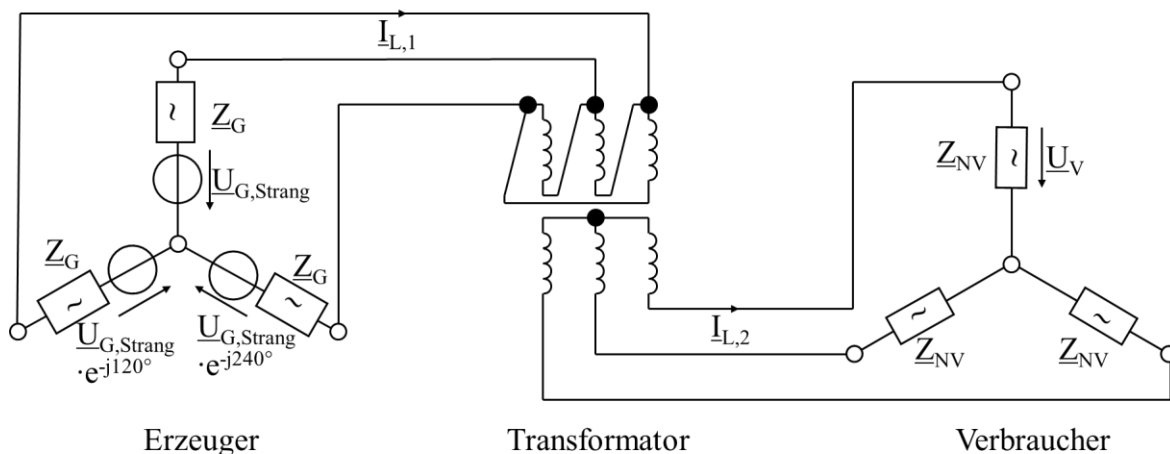 I_L,1
Z_G
U_G,Strang
Z_G
Z_G
U_G,Strang
·e^-j120°
U_G,Strang
·e^-j240°
I_L,2
Z_NV
U_V
Z_NV
Z_NV
Erzeuger
Transformator
Verbraucher